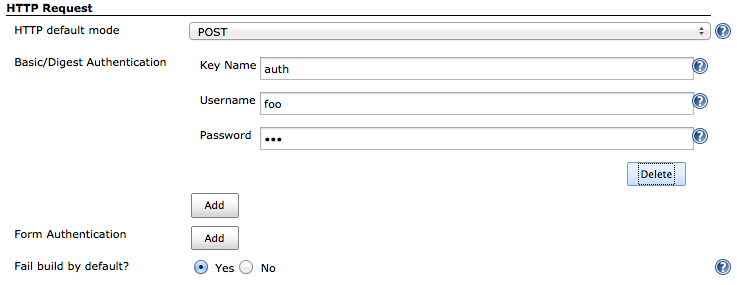 HTTP Request
HTTP default mode POST ?
Basic/Digest Authentication Key Name auth ?
Username foo ?
Password ••• ?
Delete
Add
Form Authentication Add
Fail build by default? Yes No ?